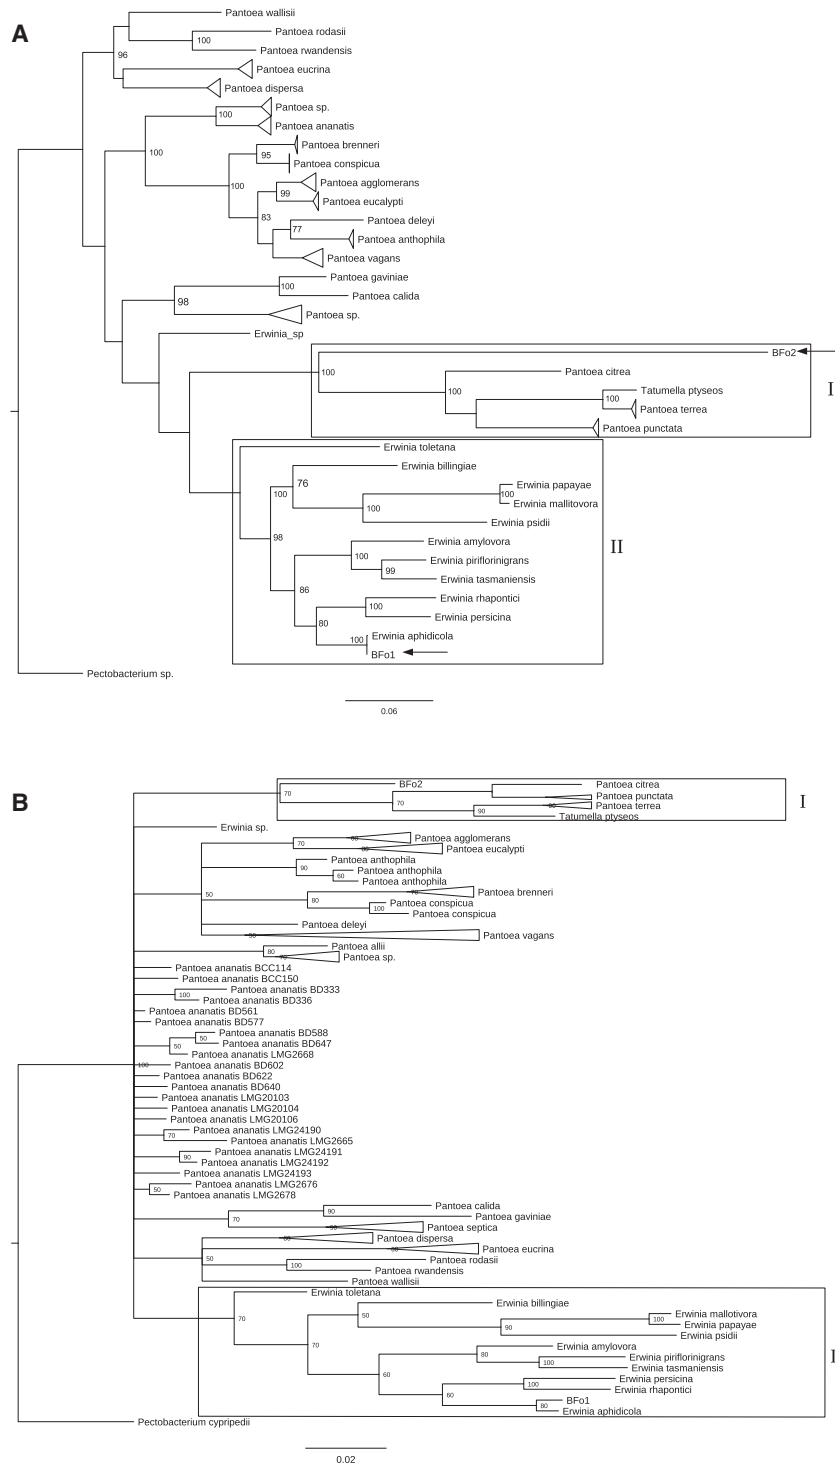 A
Pantoea wallisii
Pantoea rodasii
100
Pantoea rwandensis
96
Pantoea eucrina
Pantoea dispersa
Pantoea sp.
100
Pantoea ananatis
Pantoea brenneri
95
100
Pantoea conspicua
Pantoea agglomerans
100
99
Pantoea eucalypti
83
Pantoea deleyi
77
Pantoea anthophila
Pantoea vagans
Pantoea gaviniae
100
Pantoea calida
98
Pantoea sp.
Erwinia_sp
BFo2
100
Pantoea citrea
I
100
Tatumella ptyseos
100
Pantoea terrea
Pantoea punctata
Erwinia toletana
Erwinia billingiae
76
Erwinia papayae
100
100
Erwinia mallitovora
100
Erwinia psidii
98
Erwinia amylovora
II
100
Erwinia piriflorinigrans
99
Erwinia tasmaniensis
86
Erwinia rhapontici
100
Erwinia persicina
80
Erwinia aphidicola
100
BFo1
Pectobacterium sp.
0.06
B
BFo2
Pantoea citrea
70
Pantoea punctata
I
70
90
Pantoea terrea
90
Tatumella ptyseos
Erwinia sp.
Pantoea agglomerans
70
Pantoea eucalypti
Pantoea anthophila
90
Pantoea anthophila
60
Pantoea anthophila
50
Pantoea brenneri
80
Pantoea conspicua
100
Pantoea conspicua
Pantoea deleyi
Pantoea vagans
Pantoea allii
80
Pantoea sp.
Pantoea ananatis BCC114
Pantoea ananatis BCC150
Pantoea ananatis BD333
100
Pantoea ananatis BD336
Pantoea ananatis BD561
Pantoea ananatis BD577
Pantoea ananatis BD588
50
Pantoea ananatis BD647
50
Pantoea ananatis LMG2668
100
Pantoea ananatis BD602
Pantoea ananatis BD622
Pantoea ananatis BD640
Pantoea ananatis LMG20103
Pantoea ananatis LMG20104
Pantoea ananatis LMG20106
Pantoea ananatis LMG24190
70
Pantoea ananatis LMG2665
Pantoea ananatis LMG24191
90
Pantoea ananatis LMG24192
Pantoea ananatis LMG24193
Pantoea ananatis LMG2676
50
Pantoea ananatis LMG2678
Pantoea calida
90
Pantoea gaviniae
70
Pantoea septica
Pantoea dispersa
Pantoea eucrina
50
Pantoea rodasii
100
Pantoea rwandensis
Pantoea wallisii
Erwinia toletana
Erwinia billingiae
50
Erwinia mallotivora
100
70
Erwinia papayae
90
Erwinia psidii
70
Erwinia amylovora
80
Erwinia piriflorinigrans
100
Erwinia tasmaniensis
60
Erwinia persicina
100
Erwinia rhapontici
60
BFo1
80
Erwinia aphidicola
Pectobacterium cypripedii
0.02